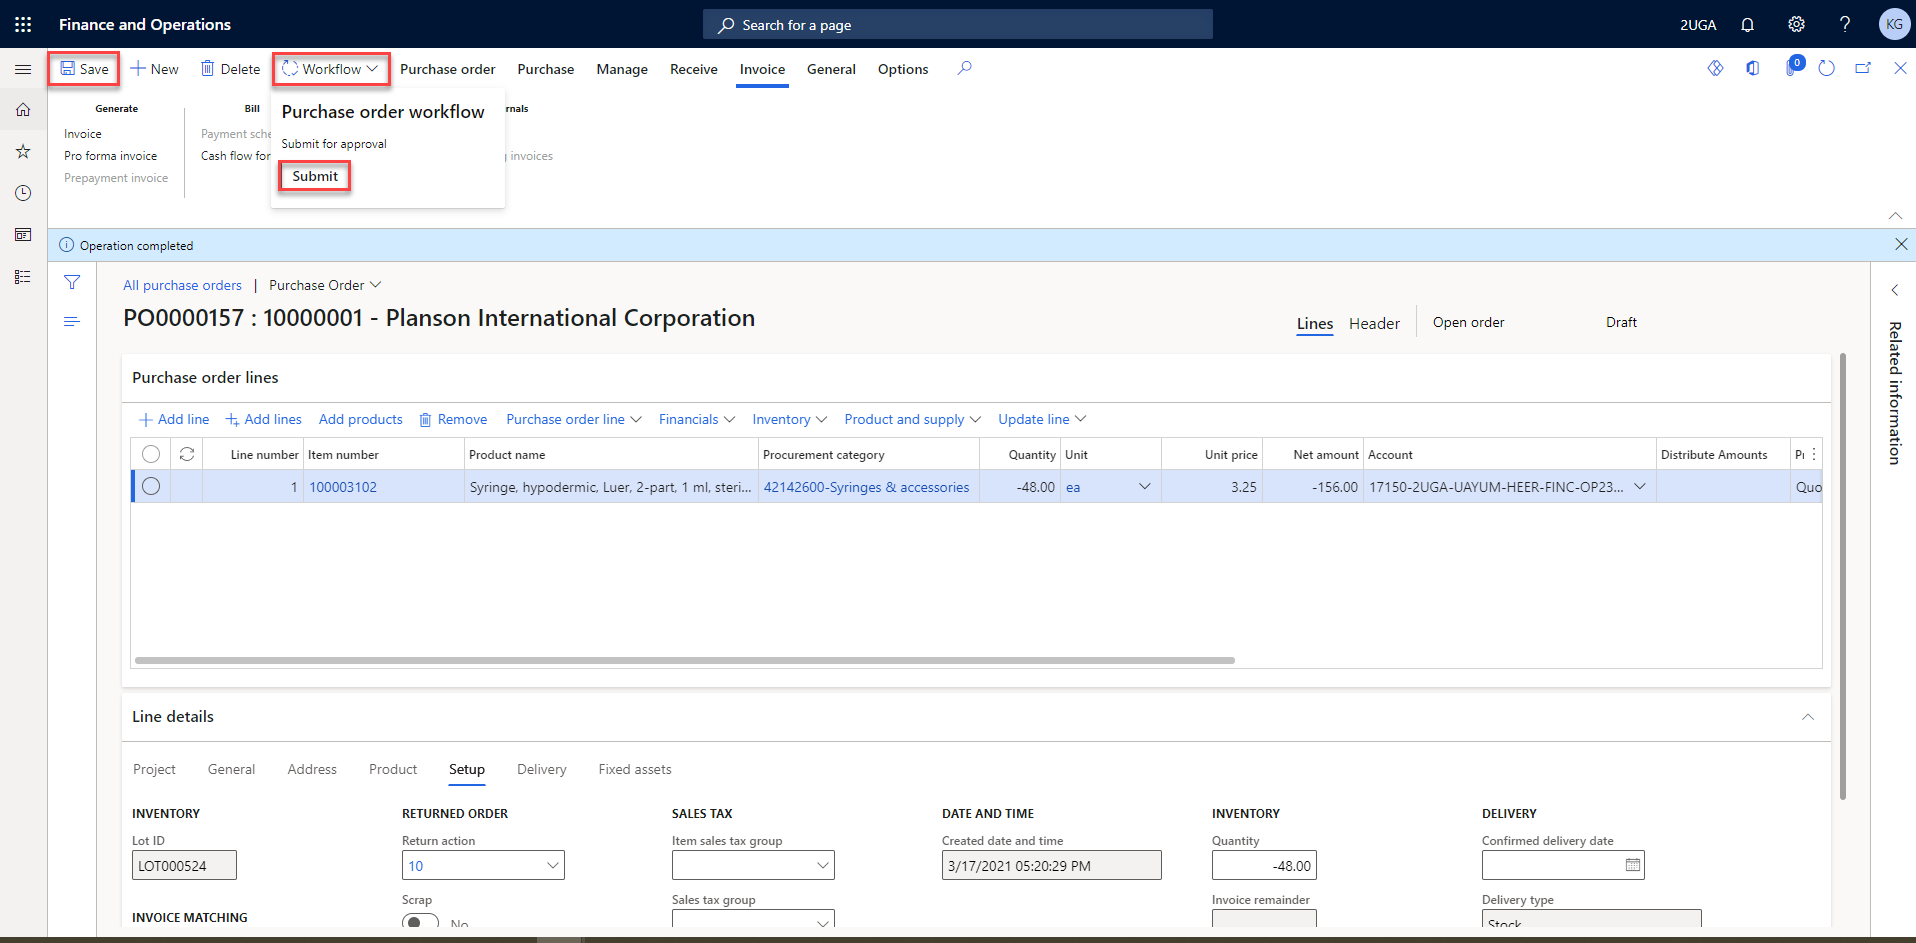 Finance and Operations
Search for a page
2UGA
KG
Save
New
Delete
Workflow
Purchase order
Purchase
Manage
Receive
Invoice
General
Options
0
Generate
Invoice
Pro forma invoice
Prepayment invoice
Bill
Payment sche
Cash flow for
Purchase order workflow
Submit for approval
Submit
rnals
invoices
Operation completed
All purchase orders | Purchase Order
PO0000157 : 10000001 - Planson International Corporation
Lines
Header
Open order
Draft
Related information
Purchase order lines
Add line
Add lines
Add products
Remove
Purchase order line
Financials
Inventory
Product and supply
Update line
Line number Item number Product name Procurement category Quantity Unit Unit price Net amount Account Distribute Amounts
1 100003102 Syringe, hypodermic, Luer, 2-part, 1 ml, steri... 42142600-Syringes & accessories -48.00 ea 3.25 -156.00 17150-2UGA-UAYUM-HEER-FINC-OP23... Quo
Line details
Project
General
Address
Product
Setup
Delivery
Fixed assets
INVENTORY
Lot ID
LOT000524
INVOICE MATCHING
RETURNED ORDER
Return action
10
Scrap
No
SALES TAX
Item sales tax group
Sales tax group
DATE AND TIME
Created date and time
3/17/2021 05:20:29 PM
INVENTORY
Quantity
-48.00
Invoice remainder
DELIVERY
Confirmed delivery date
Delivery type
Stock